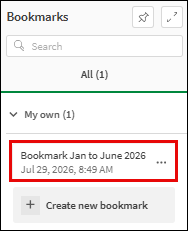 Bookmarks
Search
All (1)
My own (1)
Bookmark Jan to June 2026
Jul 29, 2026, 8:49 AM
Create new bookmark